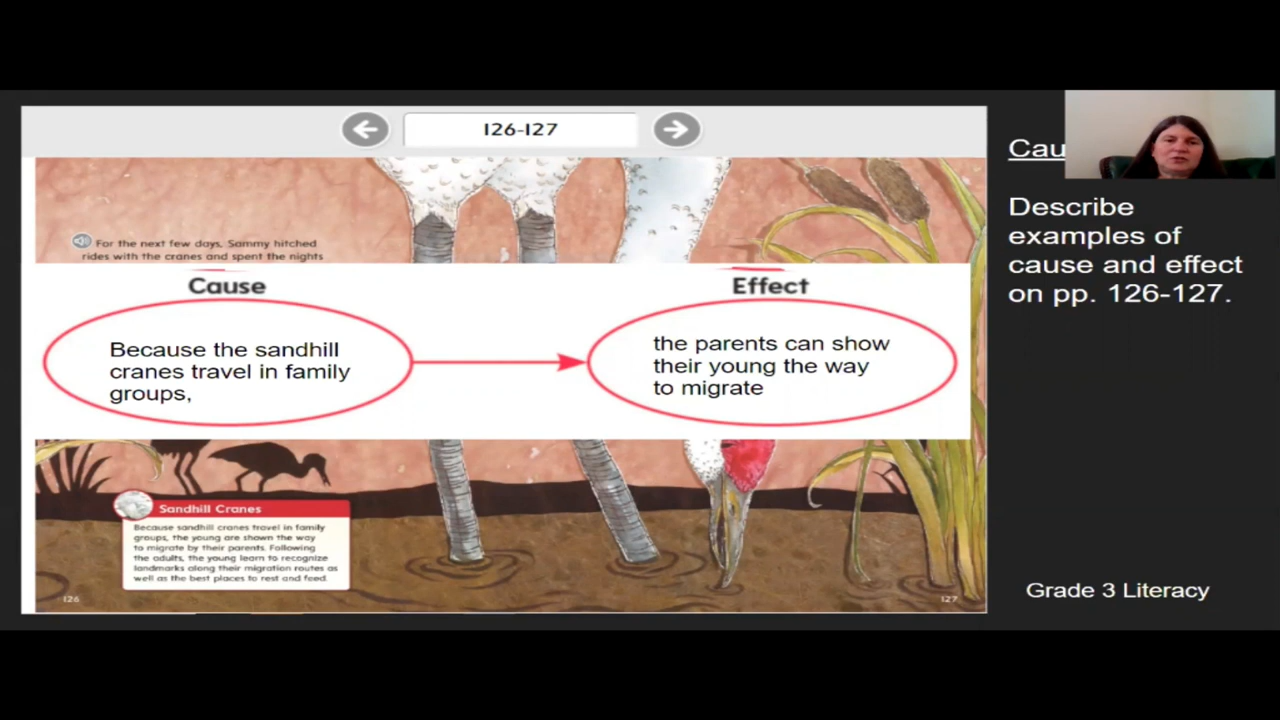 126-127
For the next few days, Sammy hitched
rides with the cranes and spent the nights
Cause
Effect
Because the sandhill
cranes travel in family
groups,
the parents can show
their young the way
to migrate
Sandhill Cranes
Because sandhill cranes travel in family
groups, the young are shown the way
to migrate by their parents. Following
the adults, the young learn to recognize
landmarks along their migration routes as
well as the best places to rest and feed.
126
127
Cau
Describe
examples of
cause and effect
on pp. 126-127.
Grade 3 Literacy